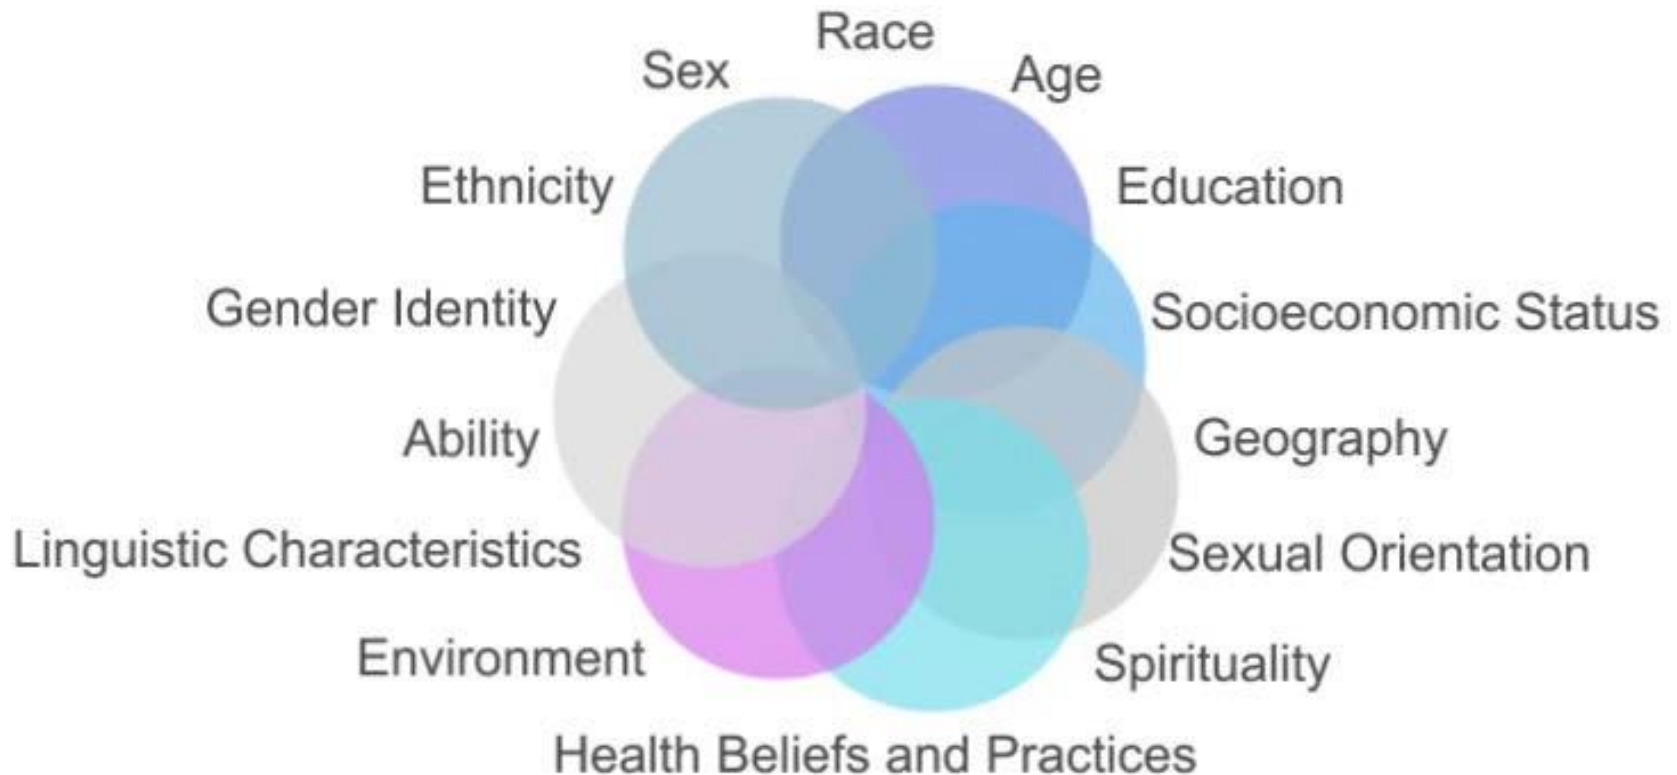 Race
Sex
Age
Ethnicity
Education
Gender Identity
Socioeconomic Status
Ability
Geography
Linguistic Characteristics
Sexual Orientation
Environment
Spirituality
Health Beliefs and Practices